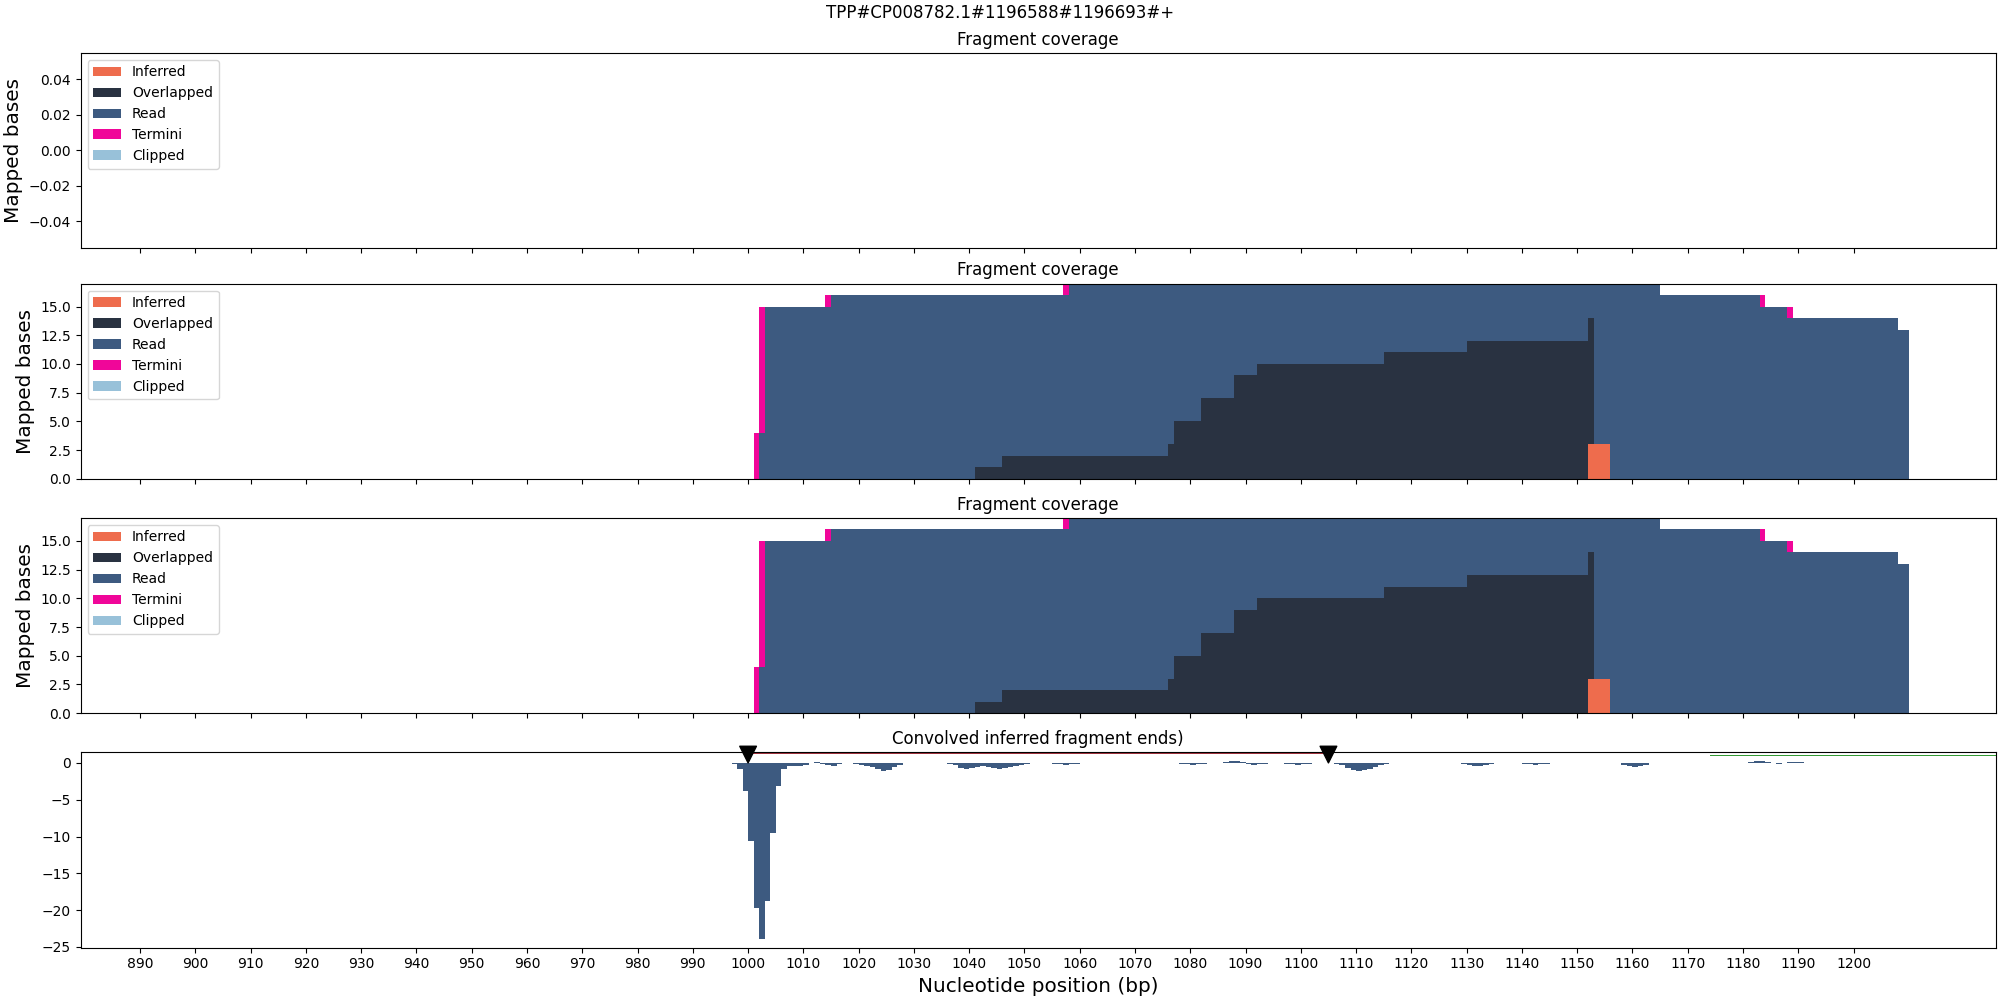 TPP#CP008782.1#1196588#1196693#+
Fragment coverage
Mapped bases
0.04
0.02
0.00
−0.02
−0.04
Inferred
Overlapped
Read
Termini
Clipped
Fragment coverage
Mapped bases
15.0
12.5
10.0
7.5
5.0
2.5
0.0
Inferred
Overlapped
Read
Termini
Clipped
Fragment coverage
Mapped bases
15.0
12.5
10.0
7.5
5.0
2.5
0.0
Inferred
Overlapped
Read
Termini
Clipped
Convolved inferred fragment ends)
0
−5
−10
−15
−20
−25
890 900 910 920 930 940 950 960 970 980 990 1000 1010 1020 1030 1040 1050 1060 1070 1080 1090 1100 1110 1120 1130 1140 1150 1160 1170 1180 1190 1200
Nucleotide position (bp)